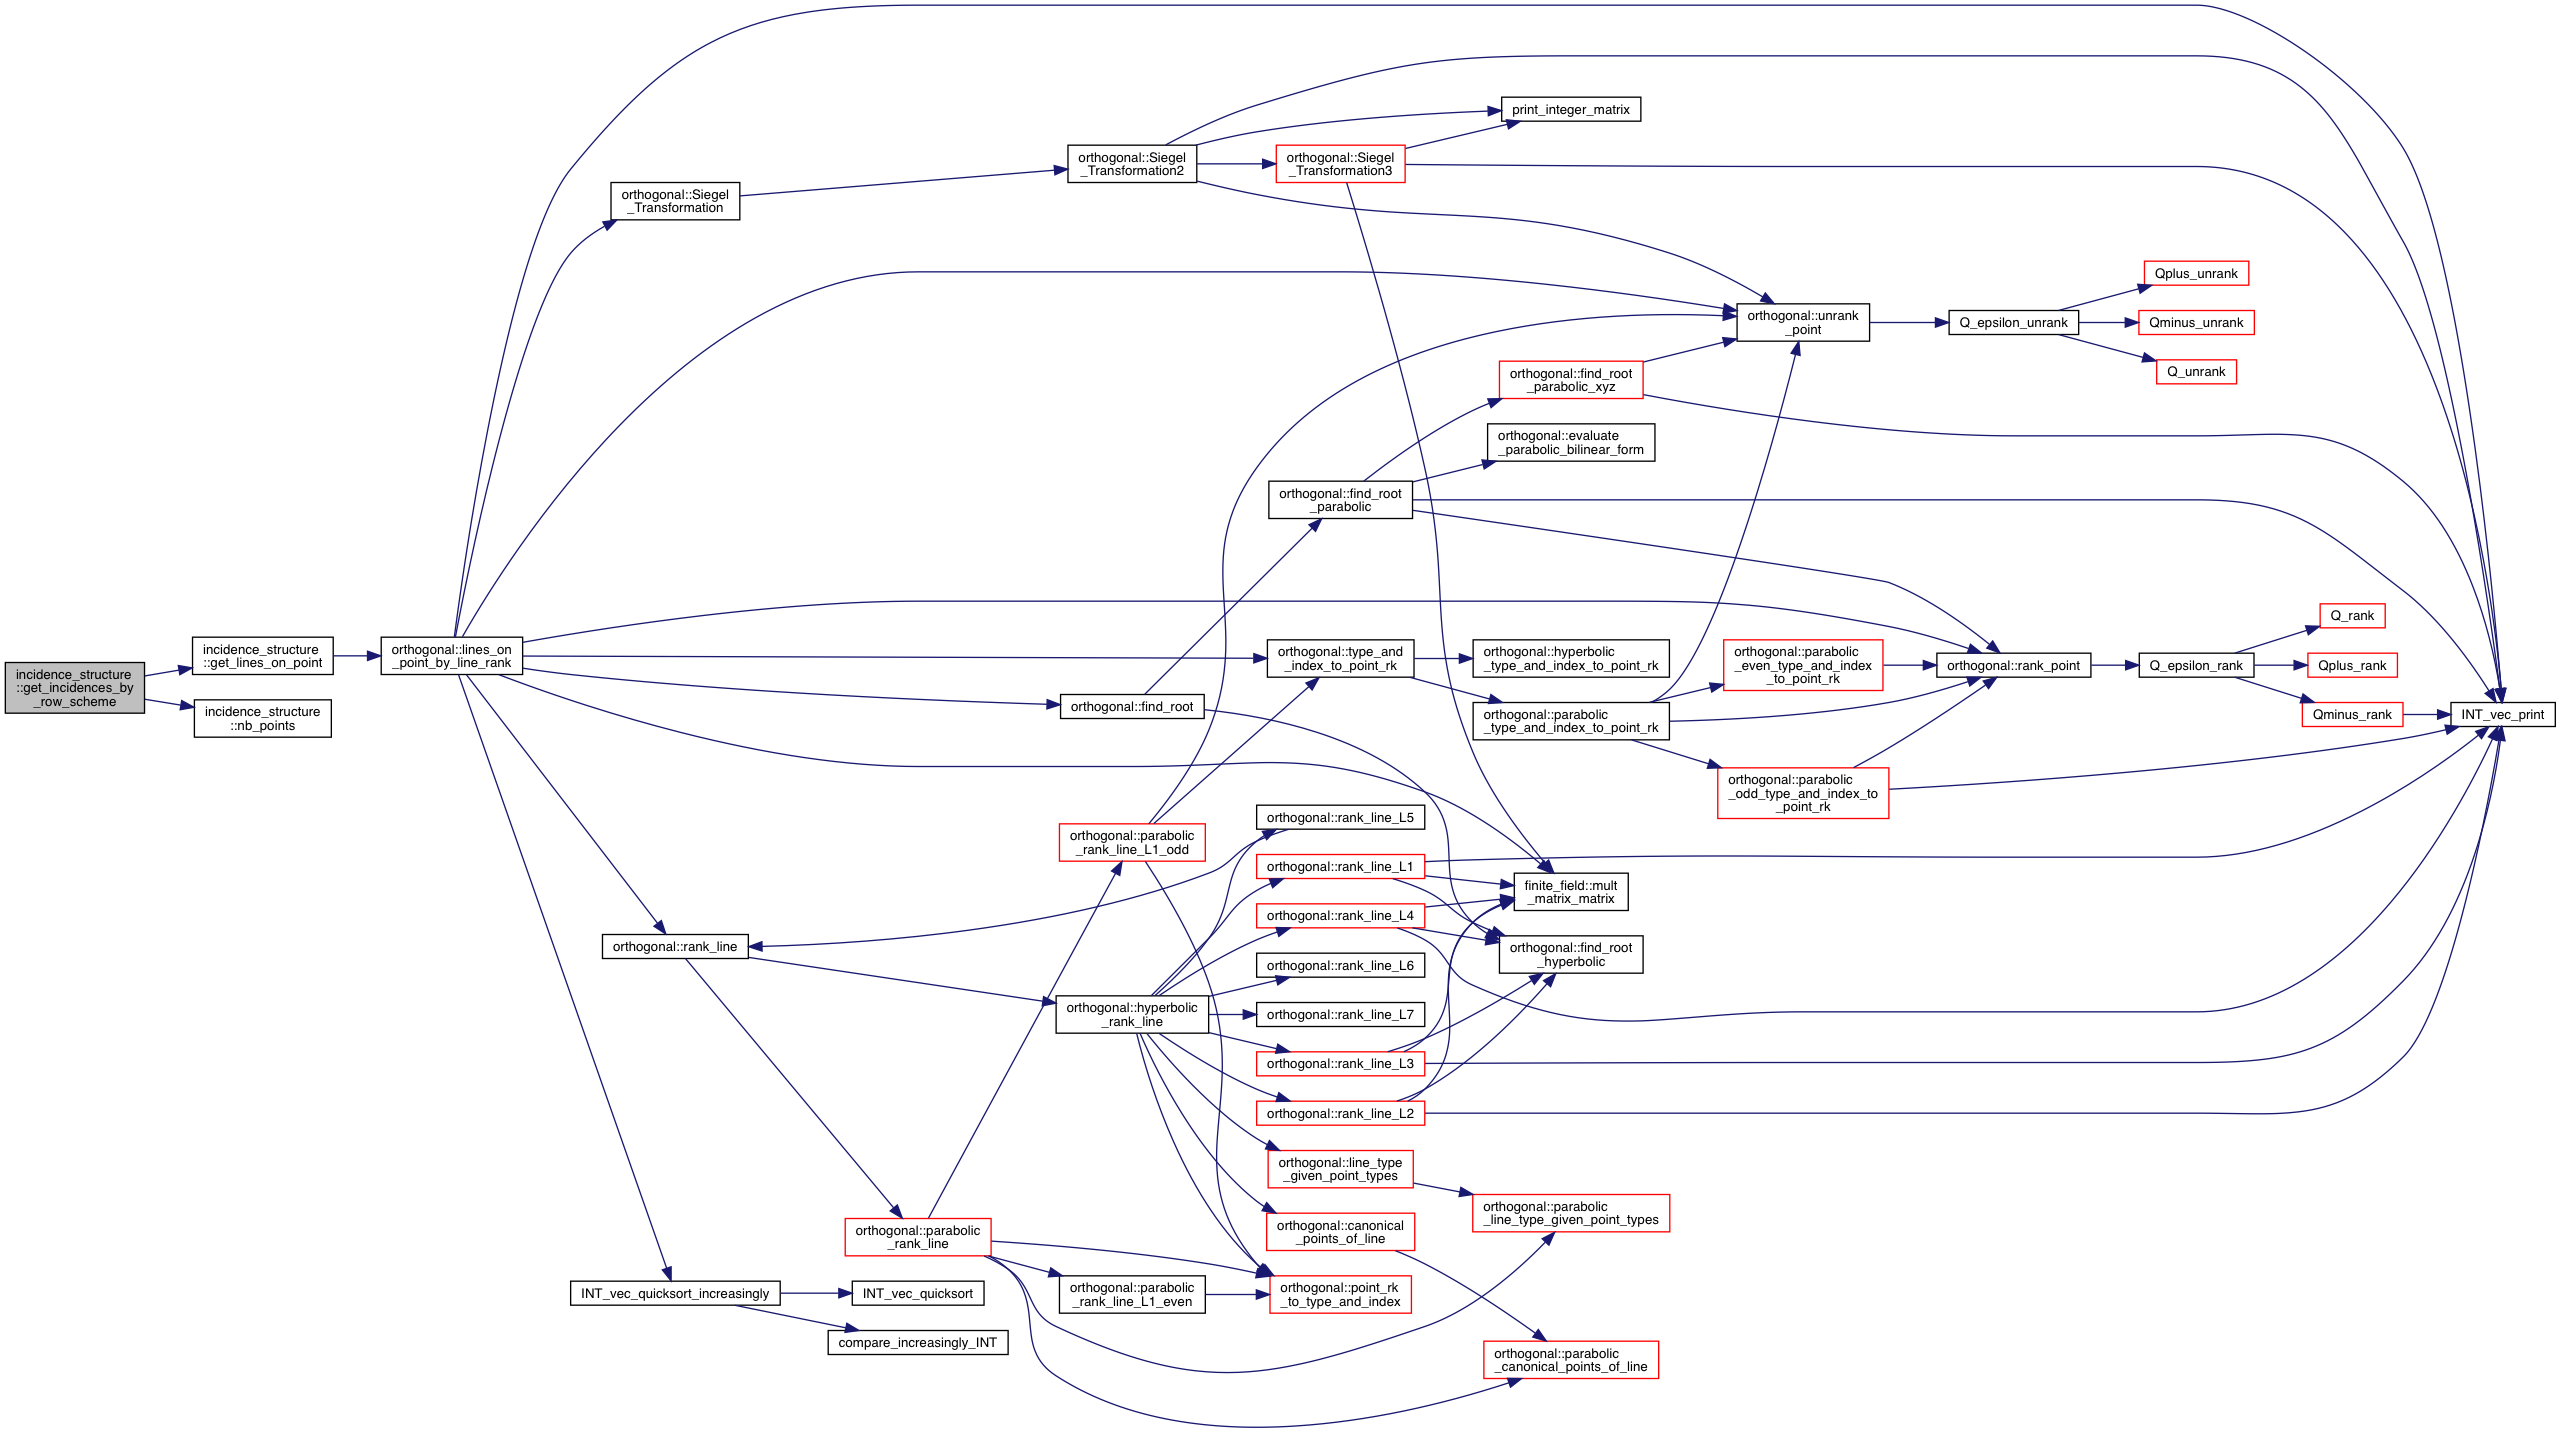 incidence_structure
::get_incidences_by
_row_scheme
incidence_structure
::get_lines_on_point
incidence_structure
::nb_points
orthogonal::lines_on
_point_by_line_rank
orthogonal::Siegel
_Transformation
orthogonal::rank_line
INT_vec_quicksort_increasingly
INT_vec_quicksort
compare_increasingly_INT
orthogonal::parabolic
_rank_line
orthogonal::Siegel
_Transformation2
orthogonal::find_root
orthogonal::parabolic
_rank_line_L1_odd
orthogonal::hyperbolic
_rank_line
orthogonal::parabolic
_rank_line_L1_even
orthogonal::Siegel
_Transformation3
orthogonal::find_root
_parabolic
orthogonal::type_and
_index_to_point_rk
orthogonal::rank_line_L5
orthogonal::rank_line_L1
orthogonal::rank_line_L4
orthogonal::rank_line_L6
orthogonal::rank_line_L7
orthogonal::rank_line_L3
orthogonal::rank_line_L2
orthogonal::line_type
_given_point_types
orthogonal::canonical
_points_of_line
orthogonal::point_rk
_to_type_and_index
print_integer_matrix
orthogonal::find_root
_parabolic_xyz
orthogonal::evaluate
_parabolic_bilinear_form
orthogonal::hyperbolic
_type_and_index_to_point_rk
orthogonal::parabolic
_type_and_index_to_point_rk
finite_field::mult
_matrix_matrix
orthogonal::find_root
_hyperbolic
orthogonal::parabolic
_line_type_given_point_types
orthogonal::parabolic
_canonical_points_of_line
orthogonal::unrank
_point
orthogonal::parabolic
_even_type_and_index
_to_point_rk
orthogonal::parabolic
_odd_type_and_index_to
_point_rk
Q_epsilon_unrank
orthogonal::rank_point
Qplus_unrank
Qminus_unrank
Q_unrank
Q_epsilon_rank
Q_rank
Qplus_rank
Qminus_rank
INT_vec_print